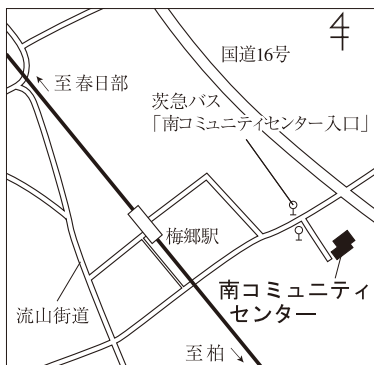 国道16号
至 春日部
茨急バス
「南コミュニティセンター入口」
梅郷駅
南コミュニティ
センター
流山街道
至 柏